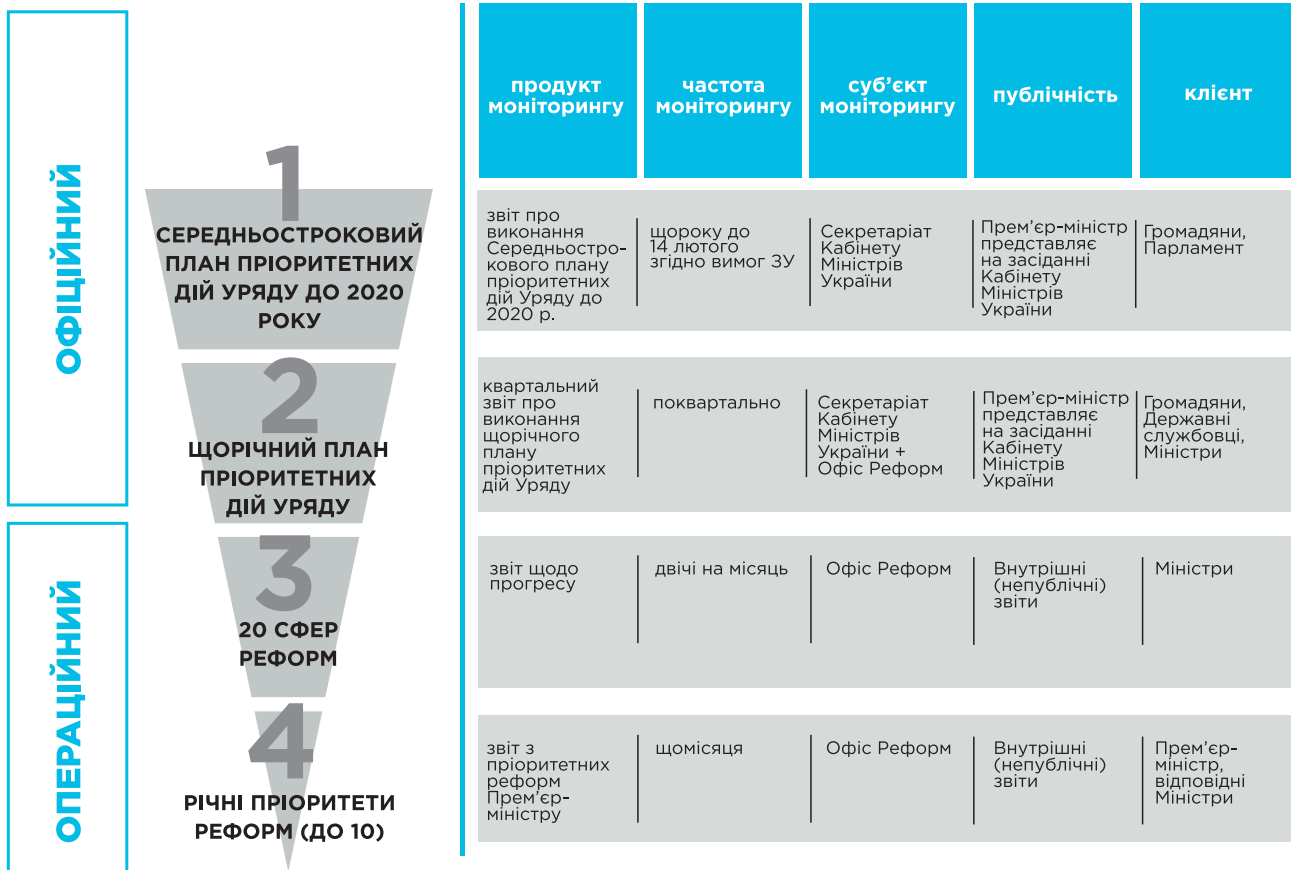 ОФІЦІЙНИЙ
ОПЕРАЦІЙНИЙ
1
СЕРЕДНЬОСТРОКОВИЙ
ПЛАН ПРІОРИТЕТНИХ
ДІЙ УРЯДУ ДО 2020
РОКУ
2
ЩОРІЧНИЙ ПЛАН
ПРІОРИТЕТНИХ
ДІЙ УРЯДУ
3
20 СФЕР
РЕФОРМ
4
РІЧНІ ПРІОРИТЕТИ
РЕФОРМ (ДО 10)
продукт
моніторингу
частота
моніторингу
суб’єкт
моніторингу
публічність
клієнт
звіт про
виконання
Середньостро-
кового плану
пріоритетних
дій Уряду до
2020 р.
щороку до
14 лютого
згідно вимог ЗУ
Секретаріат
Кабінету
Міністрів
України
Прем’єр-міністр
представляє
на засіданні
Кабінету
Міністрів
України
Громадяни,
Парламент
квартальний
звіт про
виконання
щорічного
плану
пріоритетних
дій Уряду
поквартально
Секретаріат
Кабінету
Міністрів
України +
Офіс Реформ
Прем’єр-міністр
представляє
на засіданні
Кабінету
Міністрів
України
Громадяни,
Державні
службовці,
Міністри
звіт щодо
прогресу
двічі на місяць
Офіс Реформ
Внутрішні
(непублічні)
звіти
Міністри
звіт з
пріоритетних
реформ
Прем’єр-
міністру
щомісяця
Офіс Реформ
Внутрішні
(непублічні)
звіти
Прем’єр-
міністр,
відповідні
Міністри